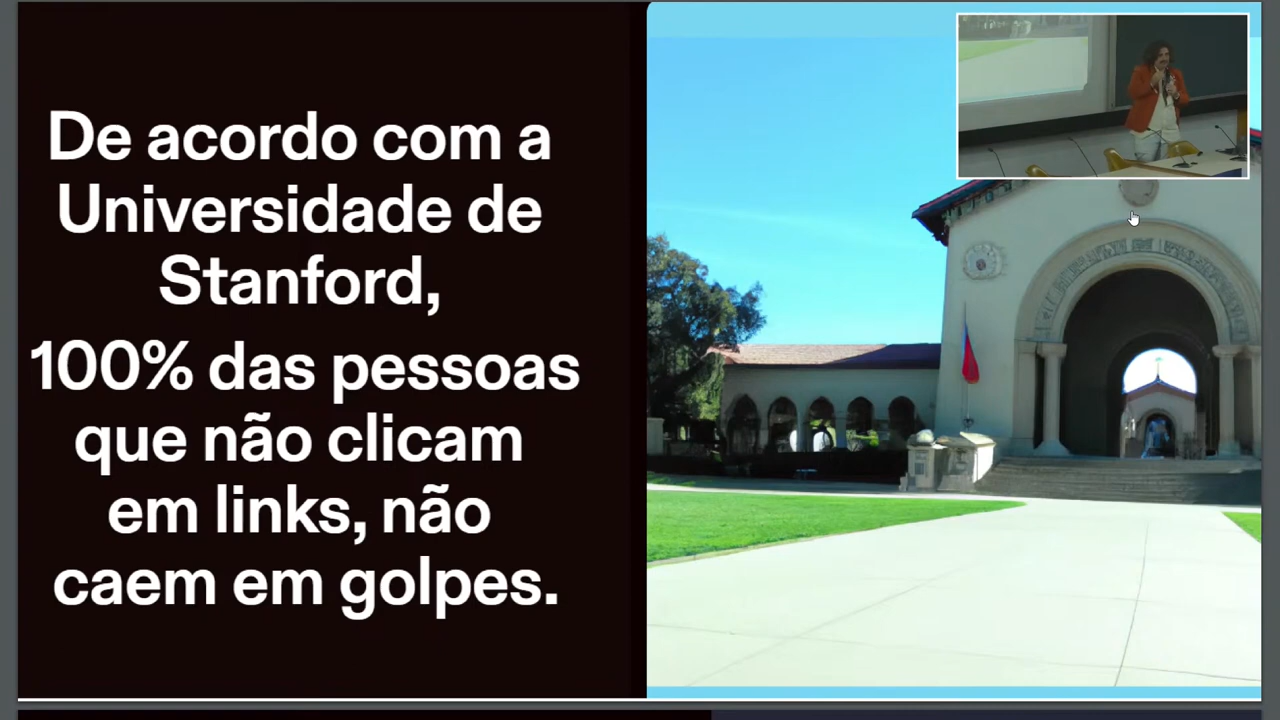 De acordo com a
Universidade de
Stanford,
100% das pessoas
que não clicam
em links, não
caem em golpes.